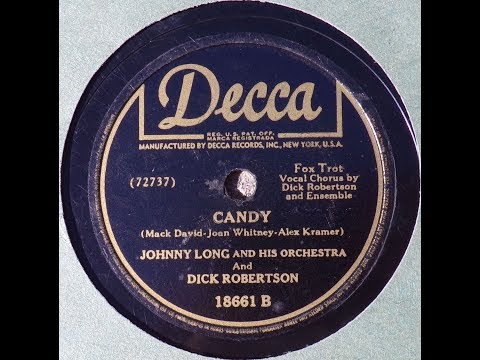 Decca
REG. U.S. PAT. OFF.
MARCA REGISTRADA
MANUFACTURED BY DECCA RECORDS, INC., NEW YORK, U.S.A.
(72737)
Fox Trot
Vocal Chorus by
Dick Robertson
and Ensemble
CANDY
(Mack David-Joan Whitney-Alex Kramer)
JOHNNY LONG AND HIS ORCHESTRA
And
DICK ROBERTSON
18661 B